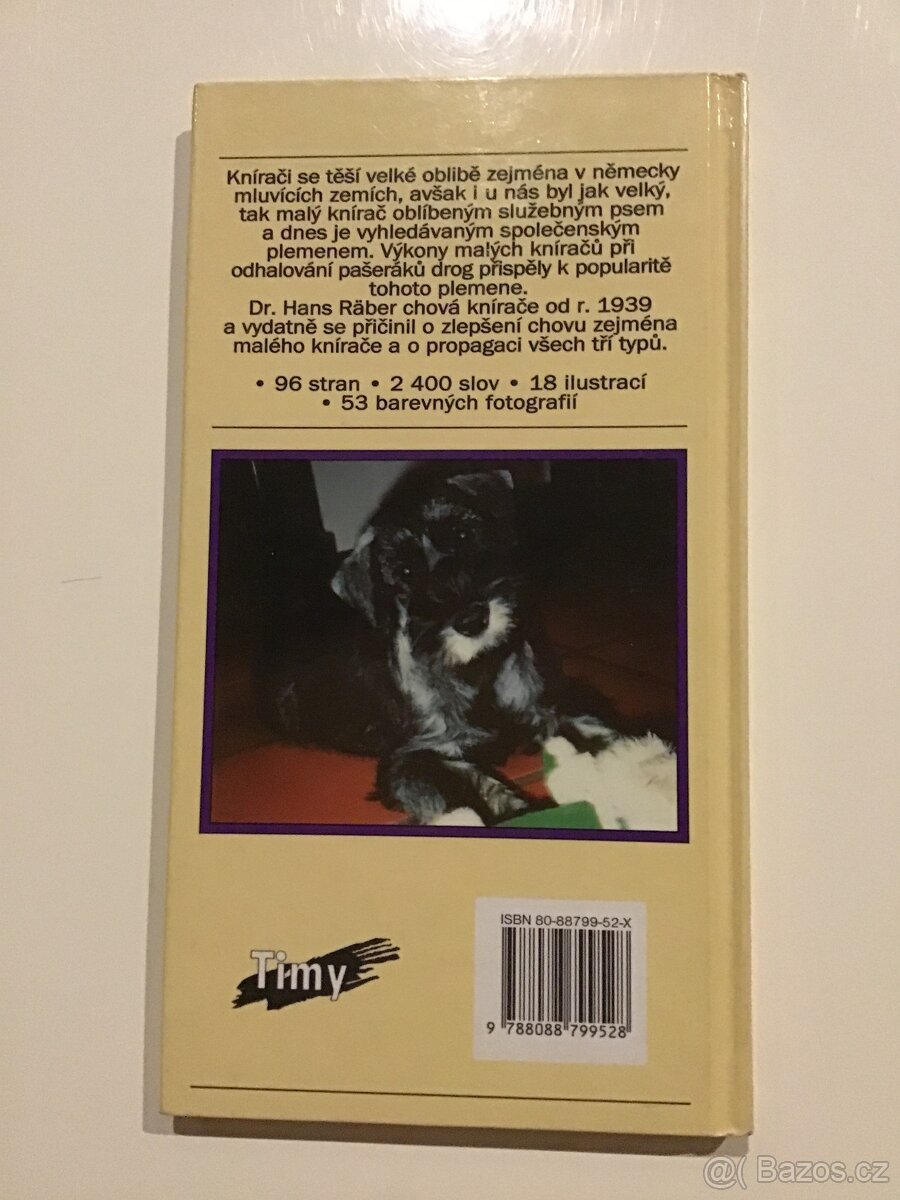 Knírači se těší velké oblibě zejména v německy
mluvících zemích, avšak i u nás byl jak velký,
tak malý knírač oblíbeným služebným psem
a dnes je vyhledávaným společenským
plemenem. Výkony malých kníračů při
odhalování pašeráků drog přispěly k popularitě
tohoto plemene.
Dr. Hans Räber chová knírače od r. 1939
a vydatně se přičinil o zlepšení chovu zejména
malého knírače a o propagaci všech tří typů.
• 96 stran • 2 400 slov • 18 ilustrací
• 53 barevných fotografií
Timy
ISBN 80-88799-52-X
9 788088 799528
@( Bazos.cz